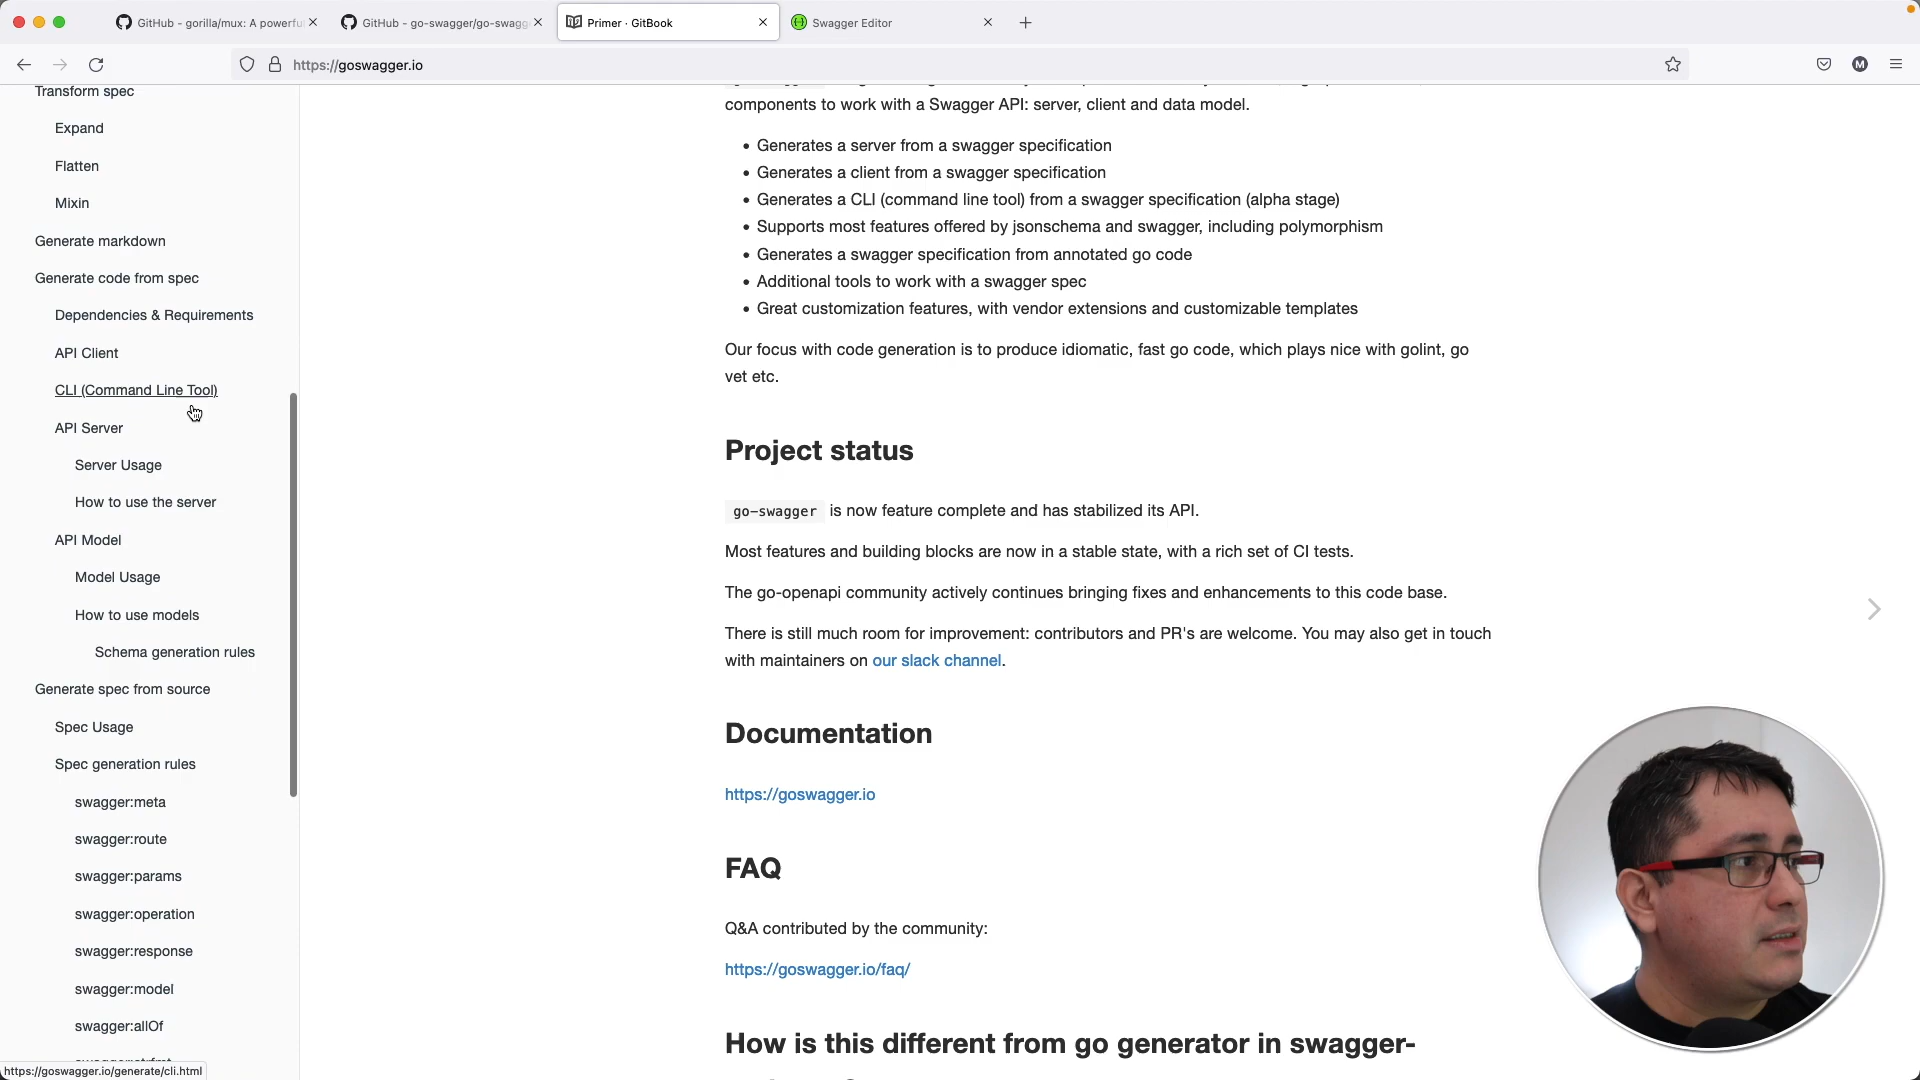 GitHub - gorilla/mux: A powerfu
GitHub - go-swagger/go-swagg
Primer · GitBook
Swagger Editor
https://goswagger.io
M
Transform spec
Expand
Flatten
Mixin
Generate markdown
Generate code from spec
Dependencies & Requirements
API Client
CLI (Command Line Tool)
API Server
Server Usage
How to use the server
API Model
Model Usage
How to use models
Schema generation rules
Generate spec from source
Spec Usage
Spec generation rules
swagger:meta
swagger:route
swagger:params
swagger:operation
swagger:response
swagger:model
swagger:allOf
https://goswagger.io/generate/cli.html
components to work with a Swagger API: server, client and data model.
• Generates a server from a swagger specification
• Generates a client from a swagger specification
• Generates a CLI (command line tool) from a swagger specification (alpha stage)
• Supports most features offered by jsonschema and swagger, including polymorphism
• Generates a swagger specification from annotated go code
• Additional tools to work with a swagger spec
• Great customization features, with vendor extensions and customizable templates
Our focus with code generation is to produce idiomatic, fast go code, which plays nice with golint, go
vet etc.
Project status
go-swagger is now feature complete and has stabilized its API.
Most features and building blocks are now in a stable state, with a rich set of CI tests.
The go-openapi community actively continues bringing fixes and enhancements to this code base.
There is still much room for improvement: contributors and PR's are welcome. You may also get in touch
with maintainers on our slack channel.
Documentation
https://goswagger.io
FAQ
Q&A contributed by the community:
https://goswagger.io/faq/
How is this different from go generator in swagger-